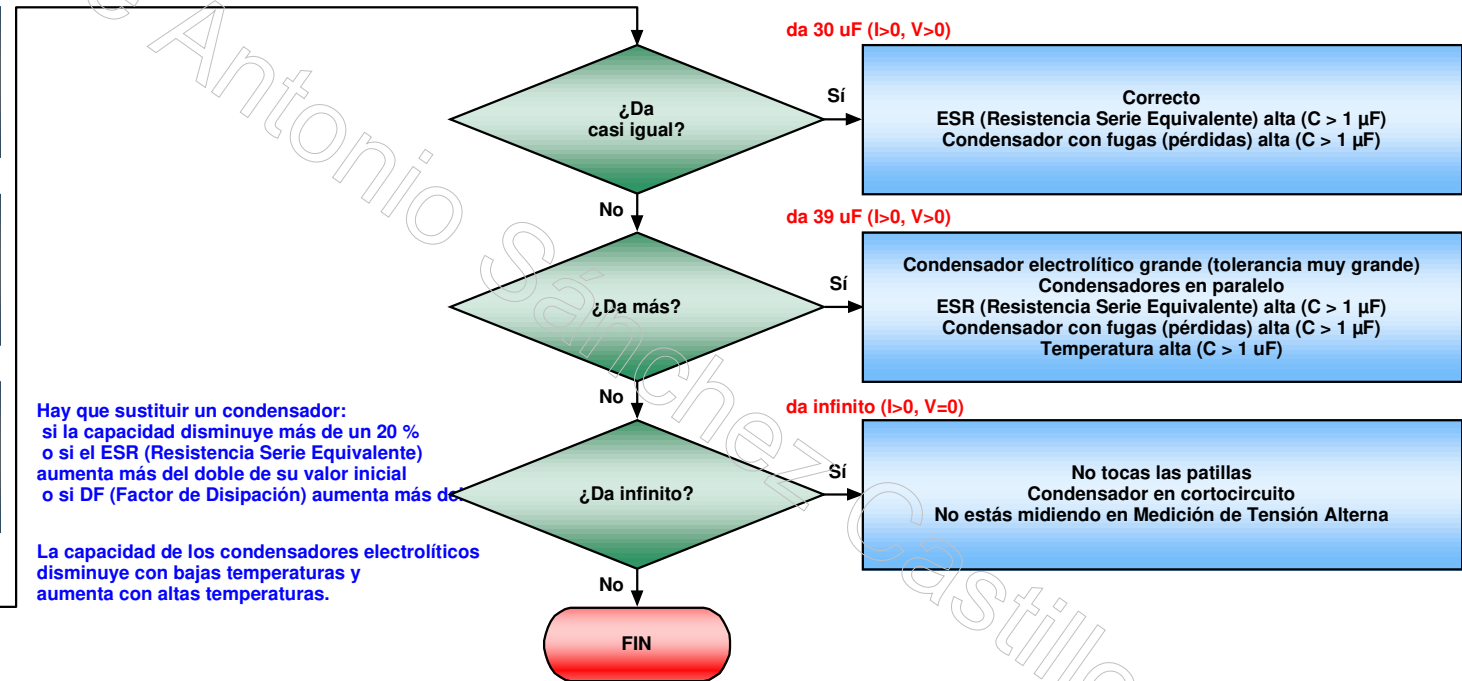 da 30 uF (I>0, V>0)
¿Da
casi igual?
Sí
Correcto
ESR (Resistencia Serie Equivalente) alta (C > 1 µF)
Condensador con fugas (pérdidas) alta (C > 1 µF)
No
da 39 uF (I>0, V>0)
¿Da más?
Sí
Condensador electrolítico grande (tolerancia muy grande)
Condensadores en paralelo
ESR (Resistencia Serie Equivalente) alta (C > 1 µF)
Condensador con fugas (pérdidas) alta (C > 1 µF)
Temperatura alta (C > 1 uF)
No
da infinito (I>0, V=0)
¿Da infinito?
Sí
No tocas las patillas
Condensador en cortocircuito
No estás midiendo en Medición de Tensión Alterna
Hay que sustituir un condensador:
si la capacidad disminuye más de un 20 %
o si el ESR (Resistencia Serie Equivalente)
aumenta más del doble de su valor inicial
o si DF (Factor de Disipación) aumenta más
La capacidad de los condensadores electrolíticos
disminuye con bajas temperaturas y
aumenta con altas temperaturas.
No
FIN
Antonio Sánchez Castillo